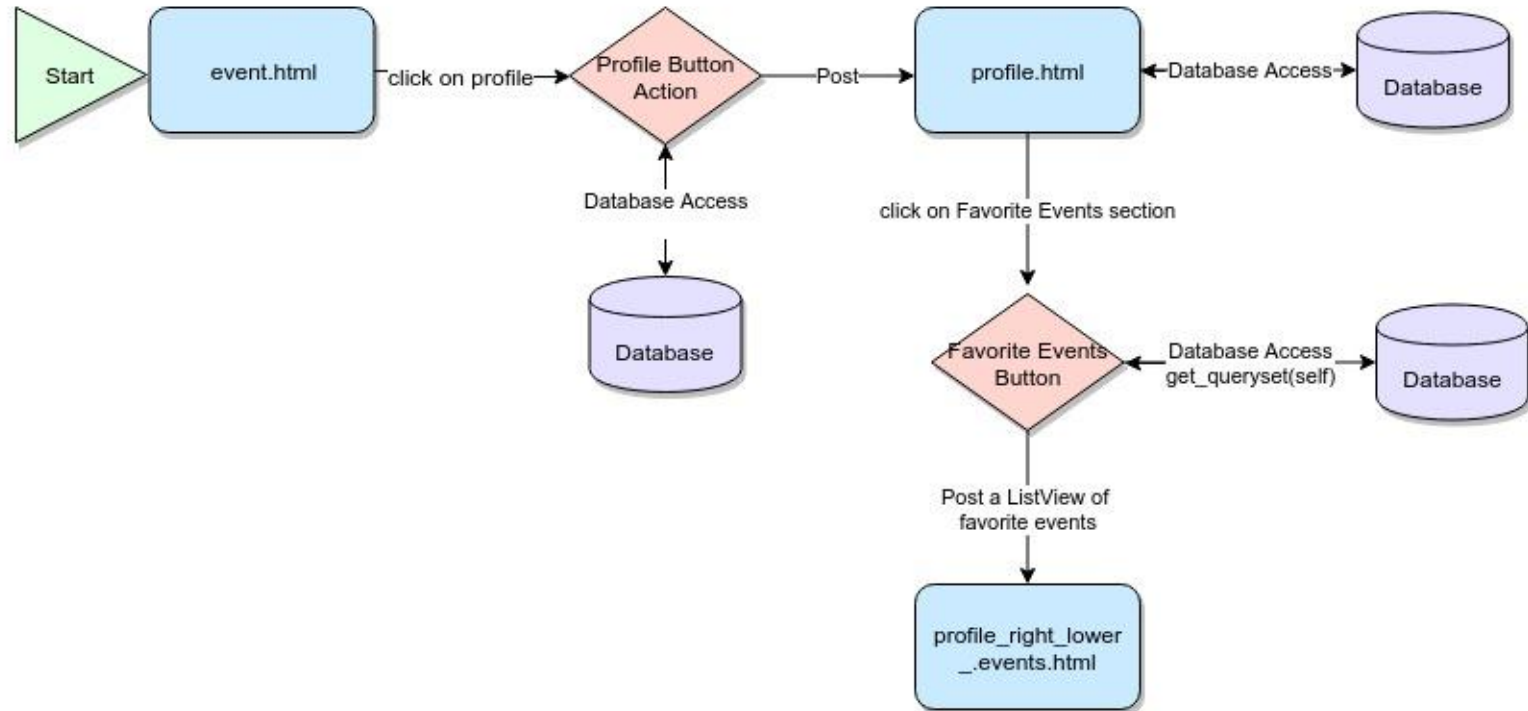 Start
event.html
click on profile
Profile Button
Action
Post
profile.html
Database Access
Database
Database Access
Database
click on Favorite Events section
Favorite Events
Button
Database Access
get_queryset(self)
Database
Post a ListView of
favorite events
profile_right_lower
_.events.html